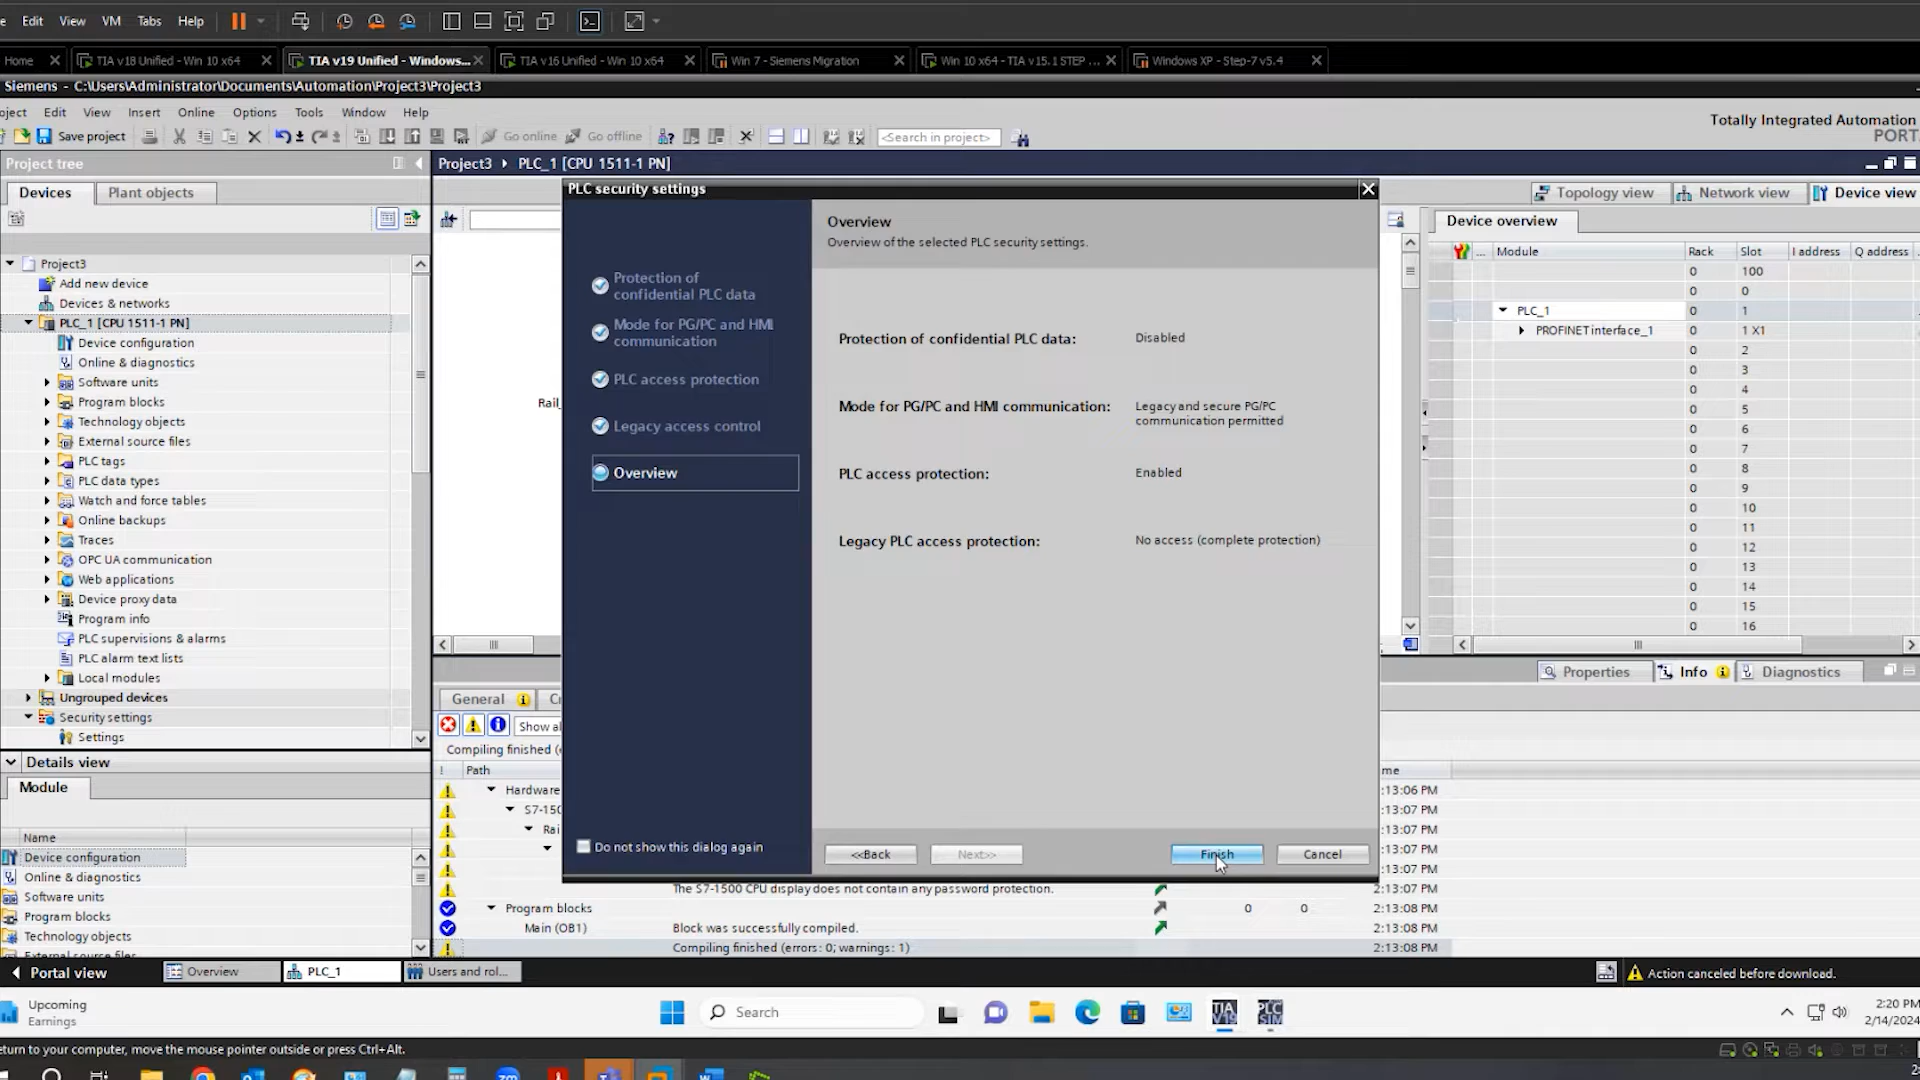 Edit View VM Tabs Help
Home
TIA v18 Unified - Win 10 x64
TIA v19 Unified - Windows...
TIA v16 Unified - Win 10 x64
Win 7 - Siemens Migration
Win 10 x64 - TIA v15.1 STEP ...
Windows XP - Step-7 v5.4
Siemens - C:\Users\Administrator\Documents\Automation\Project3\Project3
oject Edit View Insert Online Options Tools Window Help
Save project
Go online
Go offline
<Search in project>
Totally Integrated Automation
PORT
Project tree
Project3 ▸ PLC_1 [CPU 1511-1 PN]
Devices
Plant objects
Topology view
Network view
Device view
Project3
Add new device
Devices & networks
PLC_1 [CPU 1511-1 PN]
Device configuration
Online & diagnostics
Software units
Program blocks
Technology objects
External source files
PLC tags
PLC data types
Watch and force tables
Online backups
Traces
OPC UA communication
Web applications
Device proxy data
Program info
PLC supervisions & alarms
PLC alarm text lists
Local modules
Ungrouped devices
Security settings
Settings
Details view
Module
Name
Device configuration
Online & diagnostics
Software units
Program blocks
Technology objects
External source files
Rail_
PLC security settings
Protection of
confidential PLC data
Mode for PG/PC and HMI
communication
PLC access protection
Legacy access control
Overview
Do not show this dialog again
Overview
Overview of the selected PLC security settings.
Protection of confidential PLC data: Disabled
Mode for PG/PC and HMI communication: Legacy and secure PG/PC
communication permitted
PLC access protection: Enabled
Legacy PLC access protection: No access (complete protection)
<<Back
Next>>
Finish
Cancel
Device overview
... Module Rack Slot I address Q address
0 100
0 0
PLC_1 0 1
PROFINET interface_1 0 1 X1
0 2
0 3
0 4
0 5
0 6
0 7
0 8
0 9
0 10
0 11
0 12
0 13
0 14
0 15
0 16
Properties
Info
Diagnostics
General
Show al
Compiling finished (
! Path me
Hardware :13:06 PM
S7-150 :13:07 PM
Rai :13:07 PM
:13:07 PM
:13:07 PM
The S7-1500 CPU display does not contain any password protection. 2:13:07 PM
Program blocks 0 0 2:13:08 PM
Main (OB1) Block was successfully compiled. 2:13:08 PM
Compiling finished (errors: 0; warnings: 1) 2:13:08 PM
Portal view
Overview
PLC_1
Users and rol...
Action canceled before download.
Upcoming
Earnings
Search
TIA
V19
PLC
SIM
2:20 PM
2/14/2024
eturn to your computer, move the mouse pointer outside or press Ctrl+Alt.